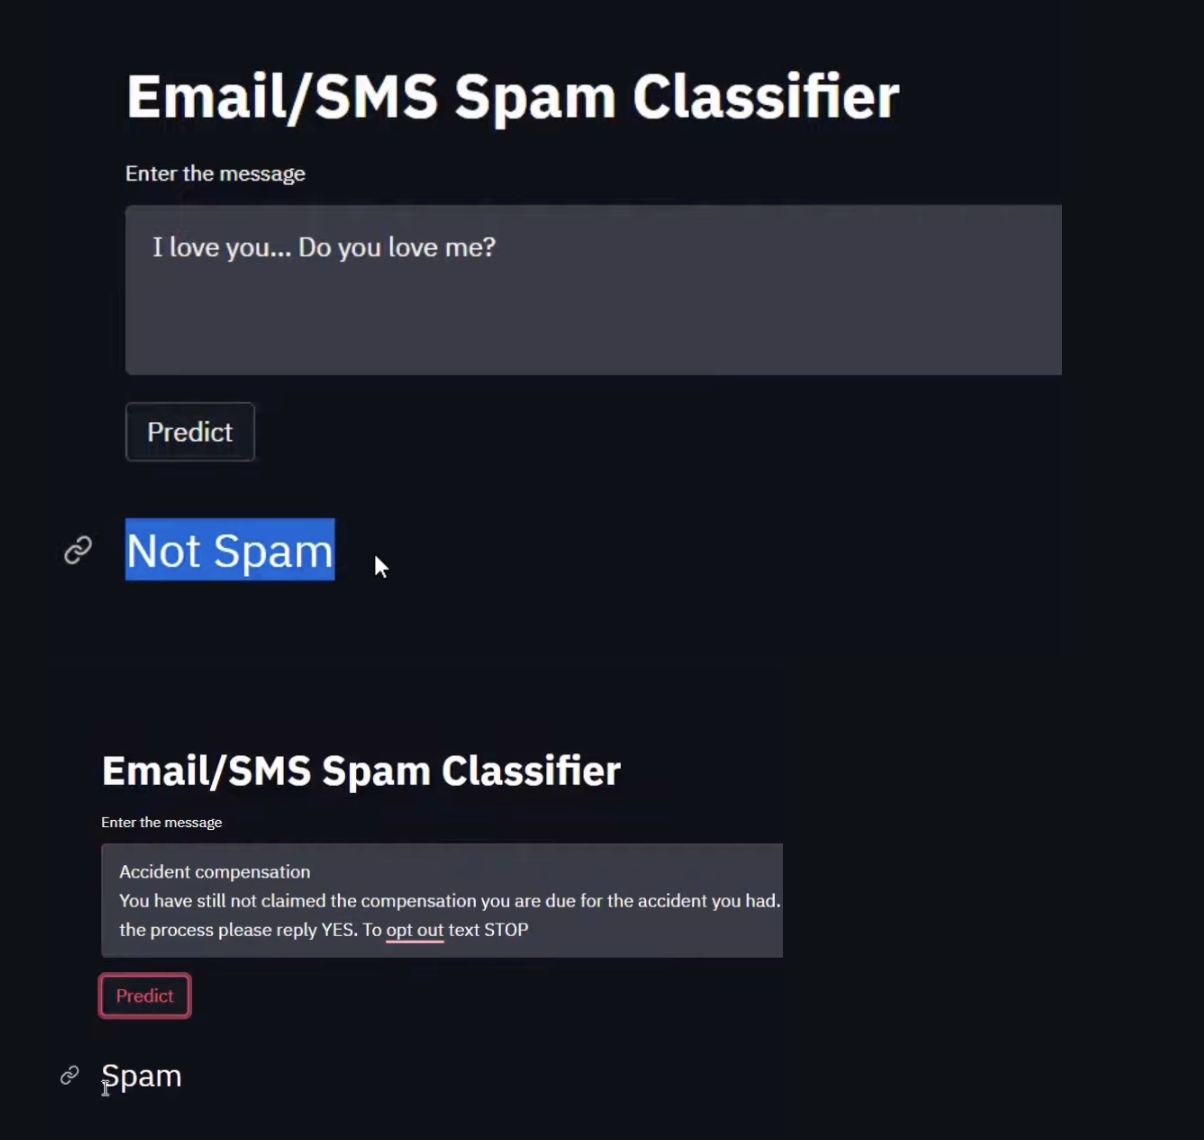 Email/SMS Spam Classifier
Enter the message
I love you... Do you love me?
Predict
Not Spam
Email/SMS Spam Classifier
Enter the message
Accident compensation
You have still not claimed the compensation you are due for the accident you had.
the process please reply YES. To opt out text STOP
Predict
Spam